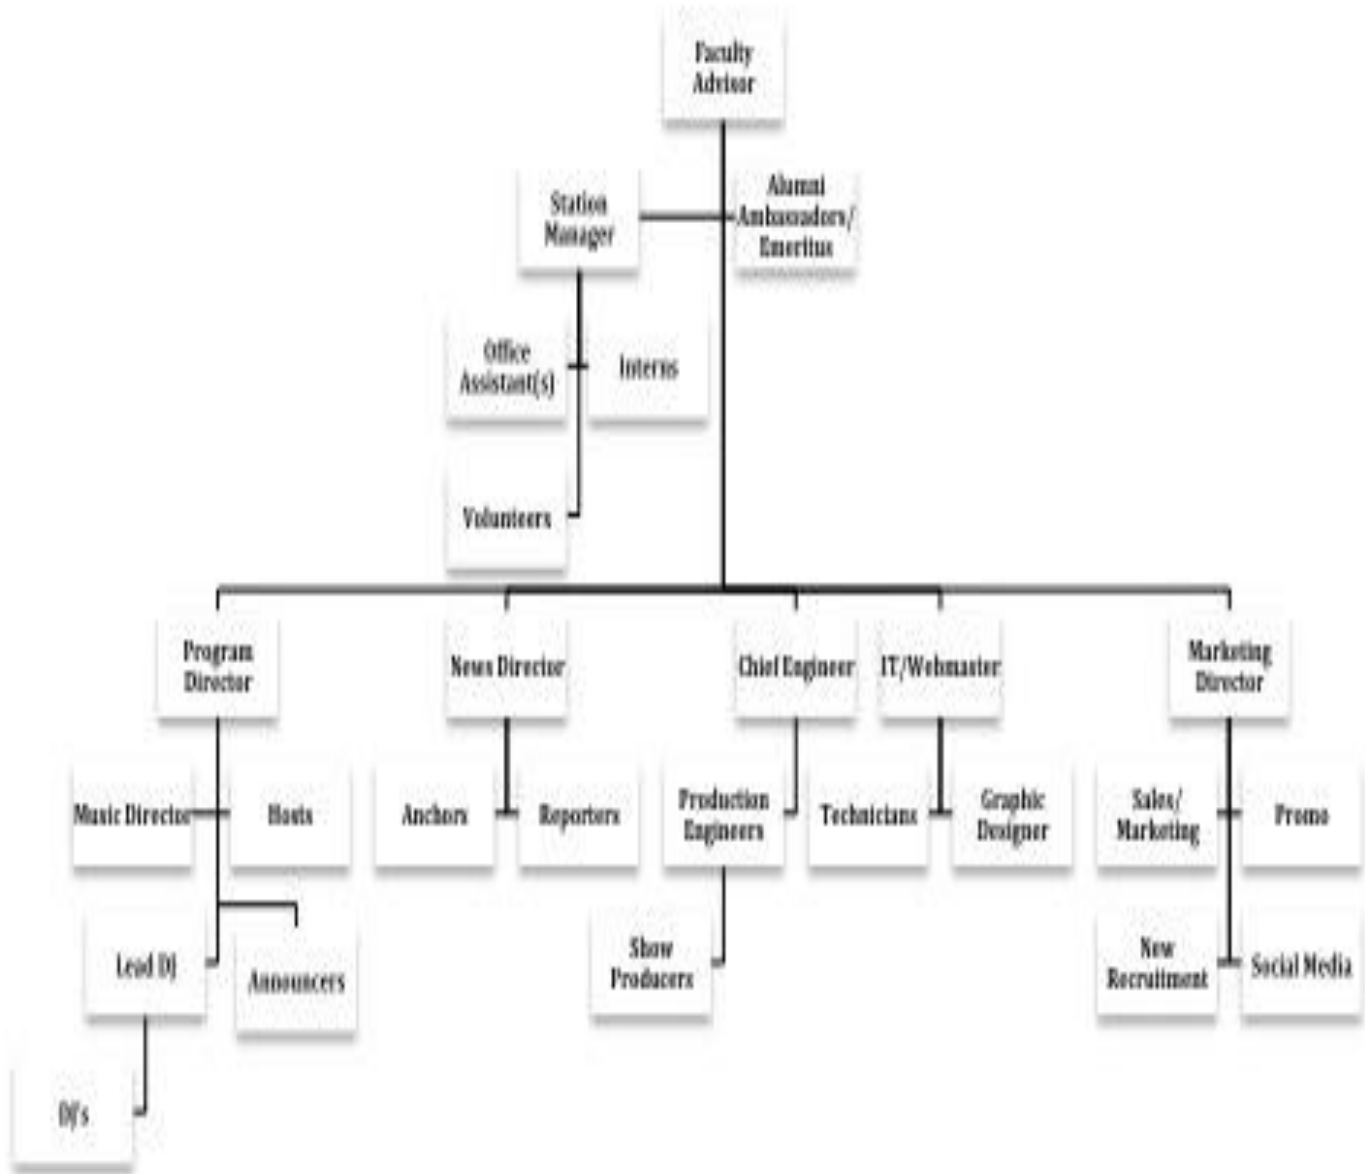 Faculty
Advisor
Station
Manager
Alumni
Ambassadors/
Emeritus
Office
Assistant(s)
Interns
Volunteers
Program
Director
News Director
Chief Engineer
IT/Webmaster
Marketing
Director
Music Director
Hosts
Anchors
Reporters
Production
Engineers
Technicians
Graphic
Designer
Sales/
Marketing
Promo
Lead DJ
Announcers
Show
Producers
New
Recruitment
Social Media
DJ's